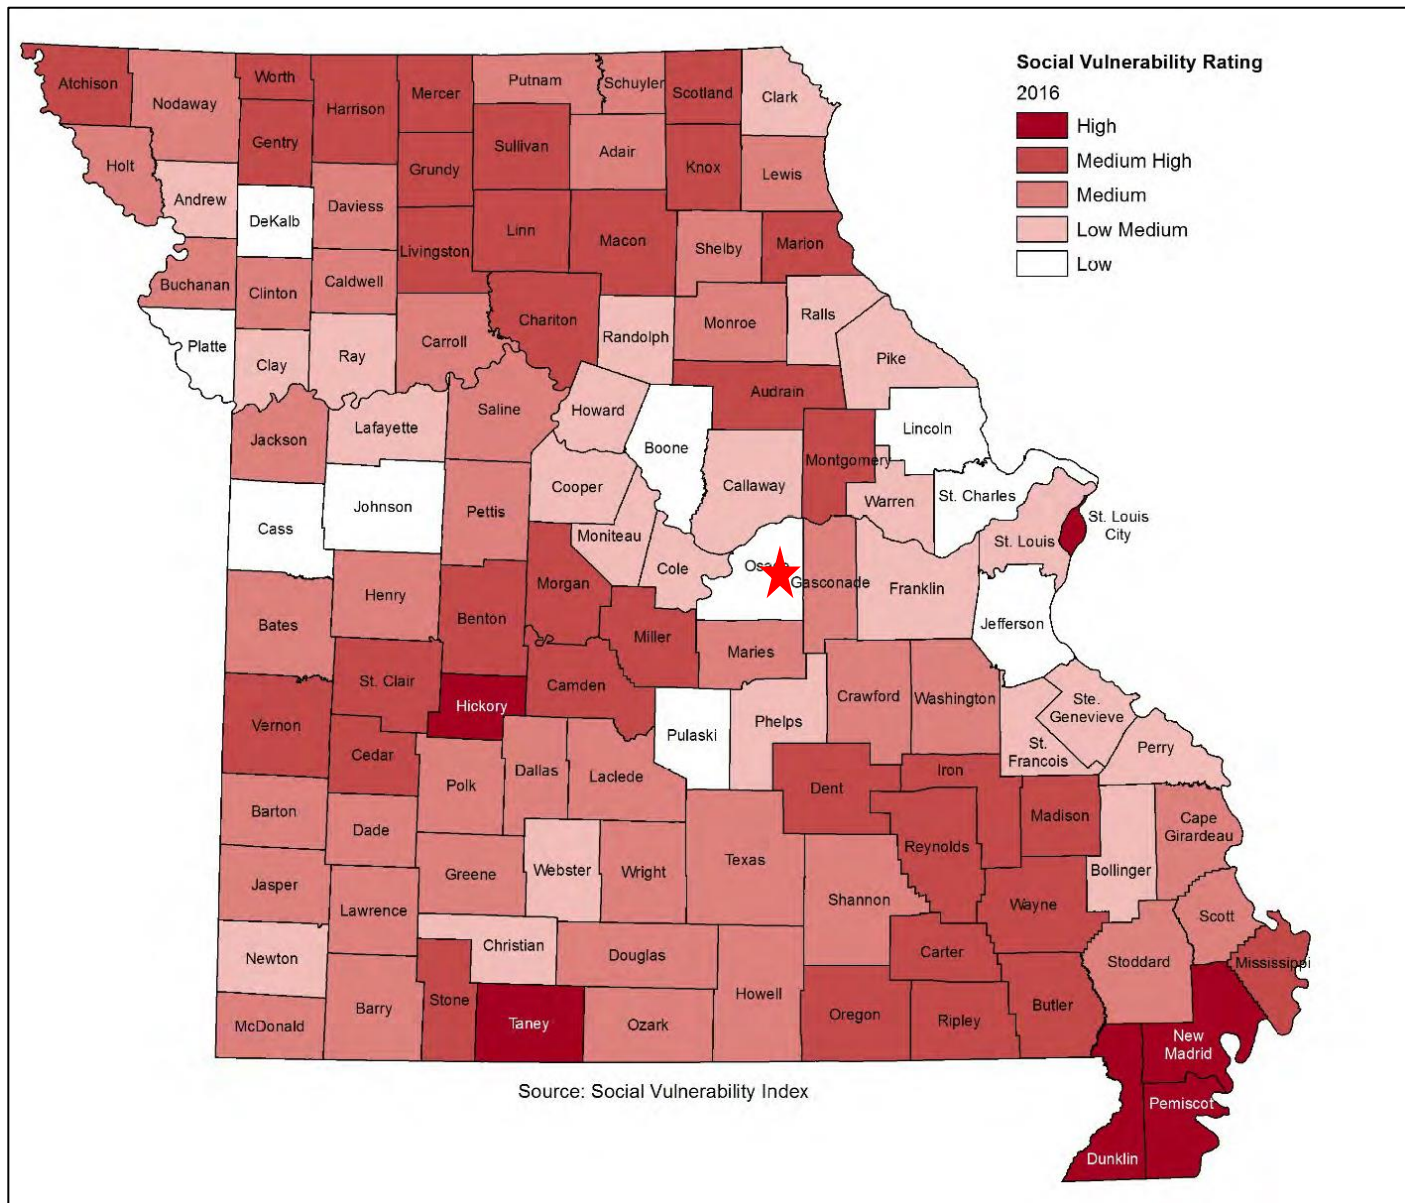 Social Vulnerability Rating
2016
High
Medium High
Medium
Low Medium
Low
Atchison
Nodaway
Worth
Harrison
Mercer
Putnam
Schuyler
Scotland
Clark
Gentry
Holt
Andrew
DeKalb
Daviess
Grundy
Sullivan
Adair
Knox
Lewis
Livingston
Linn
Macon
Shelby
Marion
Buchanan
Clinton
Caldwell
Platte
Clay
Ray
Carroll
Chariton
Randolph
Monroe
Ralls
Pike
Audrain
Jackson
Lafayette
Saline
Howard
Boone
Lincoln
Callaway
Montgomery
Warren
St. Charles
St. Louis
City
St. Louis
Cass
Johnson
Pettis
Cooper
Moniteau
Cole
Gasconade
Franklin
Jefferson
Bates
Henry
Benton
Morgan
Miller
Maries
Vernon
St. Clair
Hickory
Camden
Pulaski
Phelps
Crawford
Washington
Ste.
Genevieve
St.
Francois
Perry
Cedar
Polk
Dallas
Laclede
Dent
Iron
Madison
Barton
Dade
Cape
Girardeau
Reynolds
Bollinger
Jasper
Greene
Webster
Wright
Texas
Lawrence
Shannon
Wayne
Scott
Newton
Christian
Douglas
Carter
Stoddard
Mississippi
McDonald
Barry
Stone
Taney
Ozark
Howell
Oregon
Ripley
Butler
New
Madrid
Pemiscot
Dunklin
Source: Social Vulnerability Index